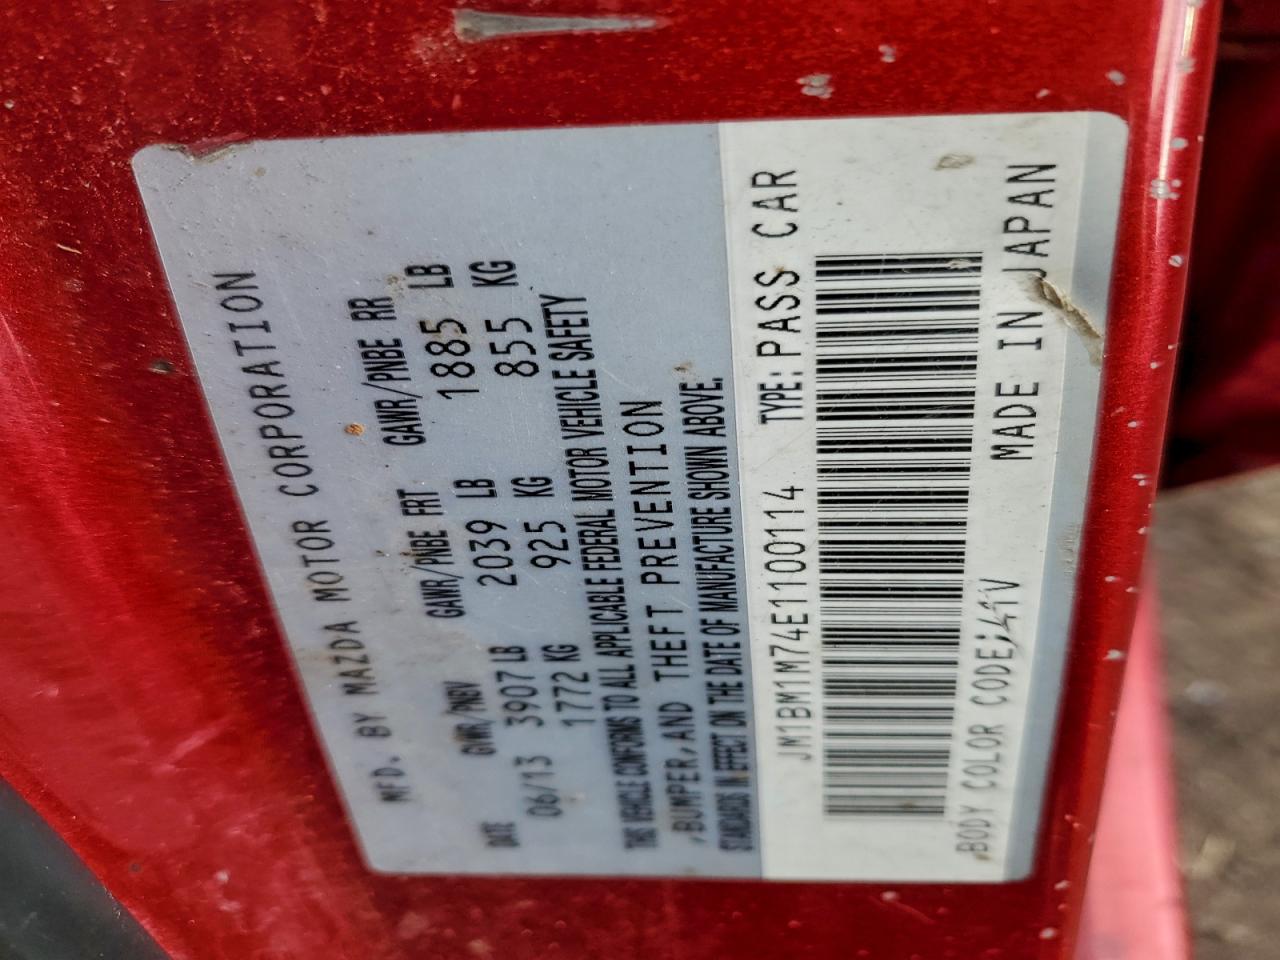 MFD. BY MAZDA MOTOR CORPORATION
DATE GVWR/PNBV GAWR/PNBE FRT GAWR/PNBE RR
06/13 3907 LB 2039 LB 1885 LB
1772 KG 925 KG 855 KG
THIS VEHICLE CONFORMS TO ALL APPLICABLE FEDERAL MOTOR VEHICLE SAFETY
,BUMPER,AND THEFT PREVENTION
STANDARDS IN EFFECT ON THE DATE OF MANUFACTURE SHOWN ABOVE.
JM1BM1M74E1100114 TYPE: PASS CAR
BODY COLOR CODE: MADE IN JAPAN